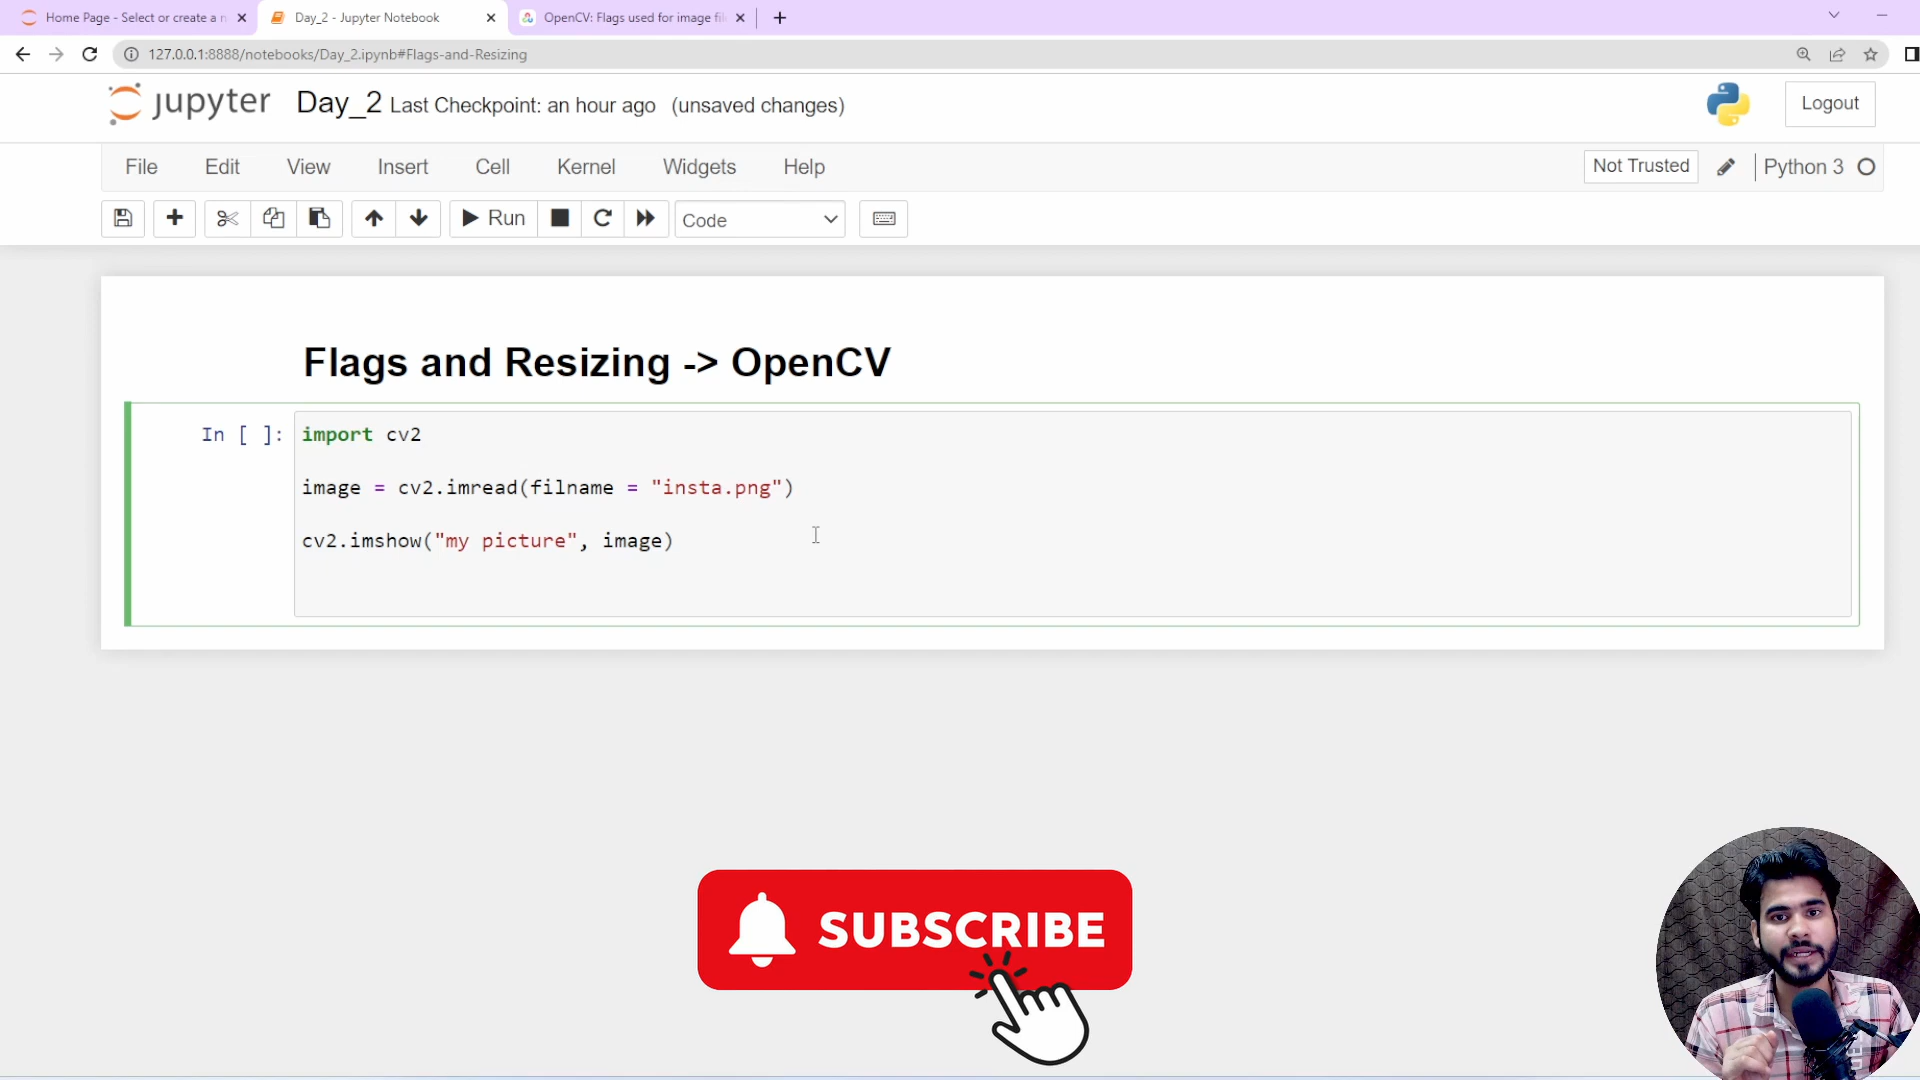 Home Page - Select or create a n
Day_2 - Jupyter Notebook
OpenCV: Flags used for image fil
127.0.0.1:8888/notebooks/Day_2.ipynb#Flags-and-Resizing
jupyter Day_2 Last Checkpoint: an hour ago (unsaved changes)
Logout
File Edit View Insert Cell Kernel Widgets Help
Not Trusted
Python 3
Run
Code
Flags and Resizing -> OpenCV
In [ ]:
import cv2
image = cv2.imread(filname = "insta.png")
cv2.imshow("my picture", image)
SUBSCRIBE